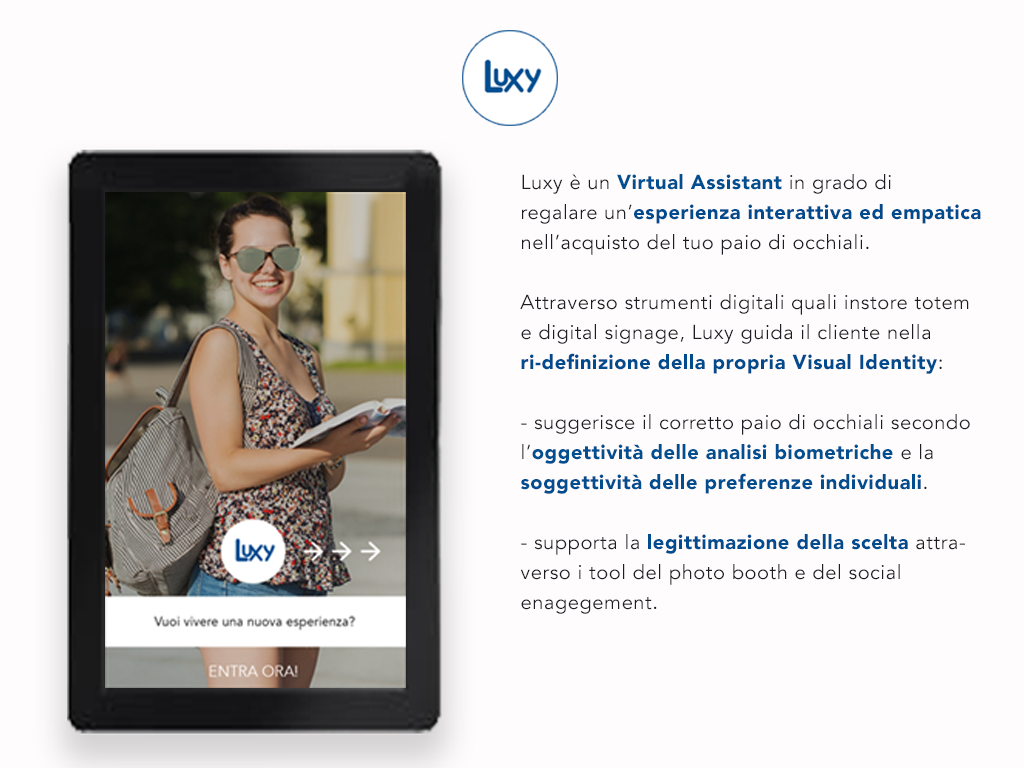 Luxy
Luxy è un Virtual Assistant in grado di
regalare un’esperienza interattiva ed empatica
nell’acquisto del tuo paio di occhiali.
Attraverso strumenti digitali quali instore totem
e digital signage, Luxy guida il cliente nella
ri-definizione della propria Visual Identity:
- suggerisce il corretto paio di occhiali secondo
l’oggettività delle analisi biometriche e la
soggettività delle preferenze individuali.
- supporta la legittimazione della scelta attra-
verso i tool del photo booth e del social
enagegement.
Luxy
Vuoi vivere una nuova esperienza?
ENTRA ORA!